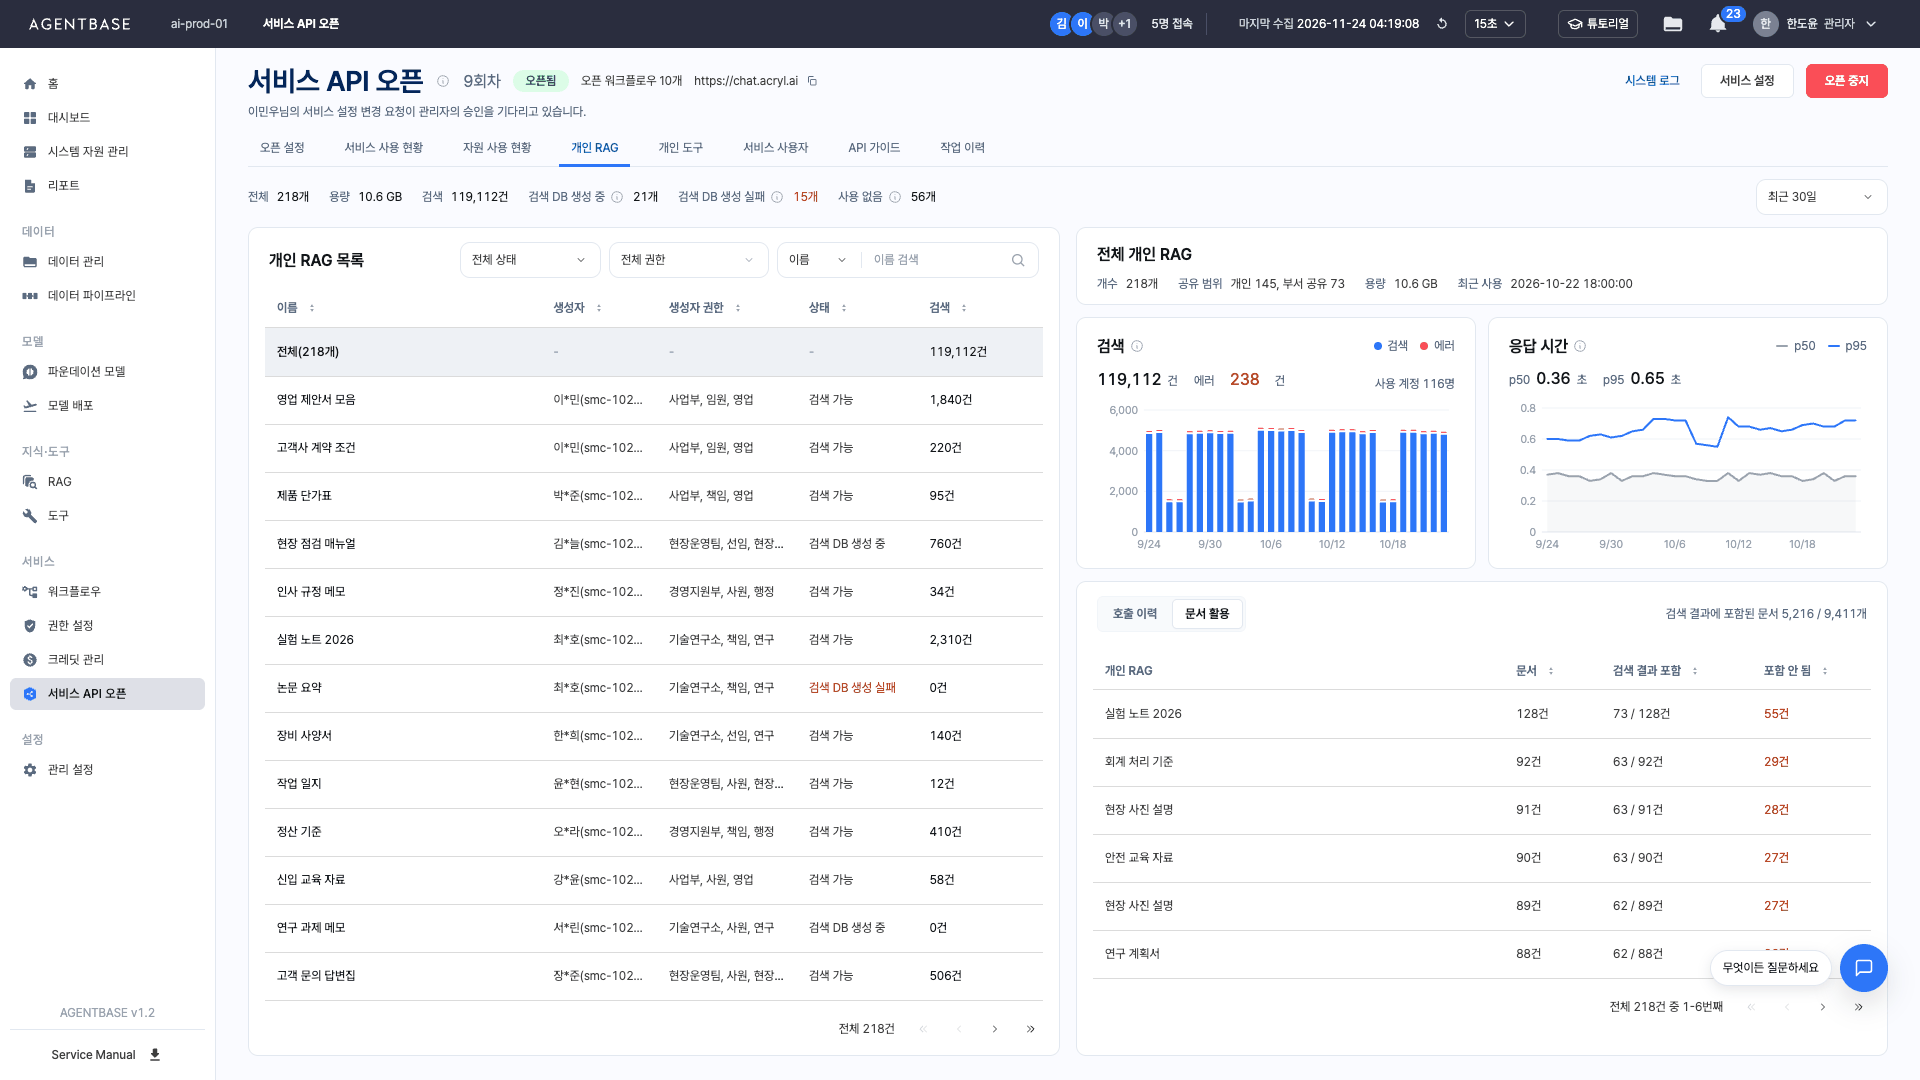 AGENTBASE
ai-prod-01
서비스 API 오픈
김 이 박 +1 5명 접속
마지막 수집 2026-11-24 04:19:08
15초
튜토리얼
23
한 한도윤 관리자
홈
대시보드
시스템 자원 관리
리포트
데이터
데이터 관리
데이터 파이프라인
모델
파운데이션 모델
모델 배포
지식·도구
RAG
도구
서비스
워크플로우
권한 설정
크레딧 관리
서비스 API 오픈
설정
관리 설정
AGENTBASE v1.2
Service Manual
서비스 API 오픈 9회차 오픈됨 오픈 워크플로우 10개 https://chat.acryl.ai
이민우님의 서비스 설정 변경 요청이 관리자의 승인을 기다리고 있습니다.
시스템 로그 서비스 설정 오픈 중지
오픈 설정 서비스 사용 현황 자원 사용 현황 개인 RAG 개인 도구 서비스 사용자 API 가이드 작업 이력
전체 218개 용량 10.6 GB 검색 119,112건 검색 DB 생성 중 21개 검색 DB 생성 실패 15개 사용 없음 56개
최근 30일
개인 RAG 목록 전체 상태 전체 권한 이름 이름 검색
이름 생성자 생성자 권한 상태 검색
전체(218개) - - - 119,112건
영업 제안서 모음 이*민(smc-102... 사업부, 임원, 영업 검색 가능 1,840건
고객사 계약 조건 이*민(smc-102... 사업부, 임원, 영업 검색 가능 220건
제품 단가표 박*준(smc-102... 사업부, 책임, 영업 검색 가능 95건
현장 점검 매뉴얼 김*늘(smc-102... 현장운영팀, 선임, 현장... 검색 DB 생성 중 760건
인사 규정 메모 정*진(smc-102... 경영지원부, 사원, 행정 검색 가능 34건
실험 노트 2026 최*호(smc-102... 기술연구소, 책임, 연구 검색 가능 2,310건
논문 요약 최*호(smc-102... 기술연구소, 책임, 연구 검색 DB 생성 실패 0건
장비 사양서 한*희(smc-102... 기술연구소, 선임, 연구 검색 가능 140건
작업 일지 윤*현(smc-102... 현장운영팀, 사원, 현장... 검색 가능 12건
정산 기준 오*라(smc-102... 경영지원부, 책임, 행정 검색 가능 410건
신입 교육 자료 강*윤(smc-102... 사업부, 사원, 영업 검색 가능 58건
연구 과제 메모 서*린(smc-102... 기술연구소, 사원, 연구 검색 DB 생성 중 0건
고객 문의 답변집 장*준(smc-102... 현장운영팀, 사원, 현장... 검색 가능 506건
전체 218건
전체 개인 RAG
개수 218개 공유 범위 개인 145, 부서 공유 73 용량 10.6 GB 최근 사용 2026-10-22 18:00:00
검색 검색 에러
119,112 건 에러 238 건 사용 계정 116명
6,000
4,000
2,000
0
9/24 9/30 10/6 10/12 10/18
응답 시간 p50 p95
p50 0.36 초 p95 0.65 초
0.8
0.6
0.4
0.2
0
9/24 9/30 10/6 10/12 10/18
호출 이력 문서 활용 검색 결과에 포함된 문서 5,216 / 9,411개
개인 RAG 문서 검색 결과 포함 포함 안 됨
실험 노트 2026 128건 73 / 128건 55건
회계 처리 기준 92건 63 / 92건 29건
현장 사진 설명 91건 63 / 91건 28건
안전 교육 자료 90건 63 / 90건 27건
현장 사진 설명 89건 62 / 89건 27건
연구 계획서 88건 62 / 88건
무엇이든 질문하세요
전체 218건 중 1-6번째